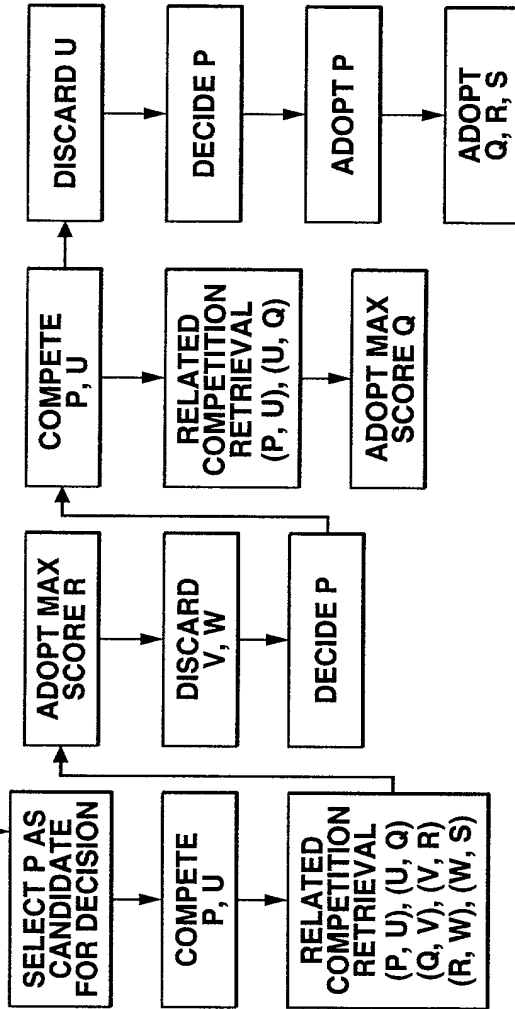 SELECT P AS
CANDIDATE
FOR DECISION
COMPETE
P, U
RELATED
COMPETITION
RETRIEVAL
(P, U), (U, Q)
(Q, V), (V, R)
(R, W), (W, S)
ADOPT MAX
SCORE R
DISCARD
V, W
DECIDE P
COMPETE
P, U
RELATED
COMPETITION
RETRIEVAL
(P, U), (U, Q)
ADOPT MAX
SCORE Q
DISCARD U
DECIDE P
ADOPT P
ADOPT
Q, R, S